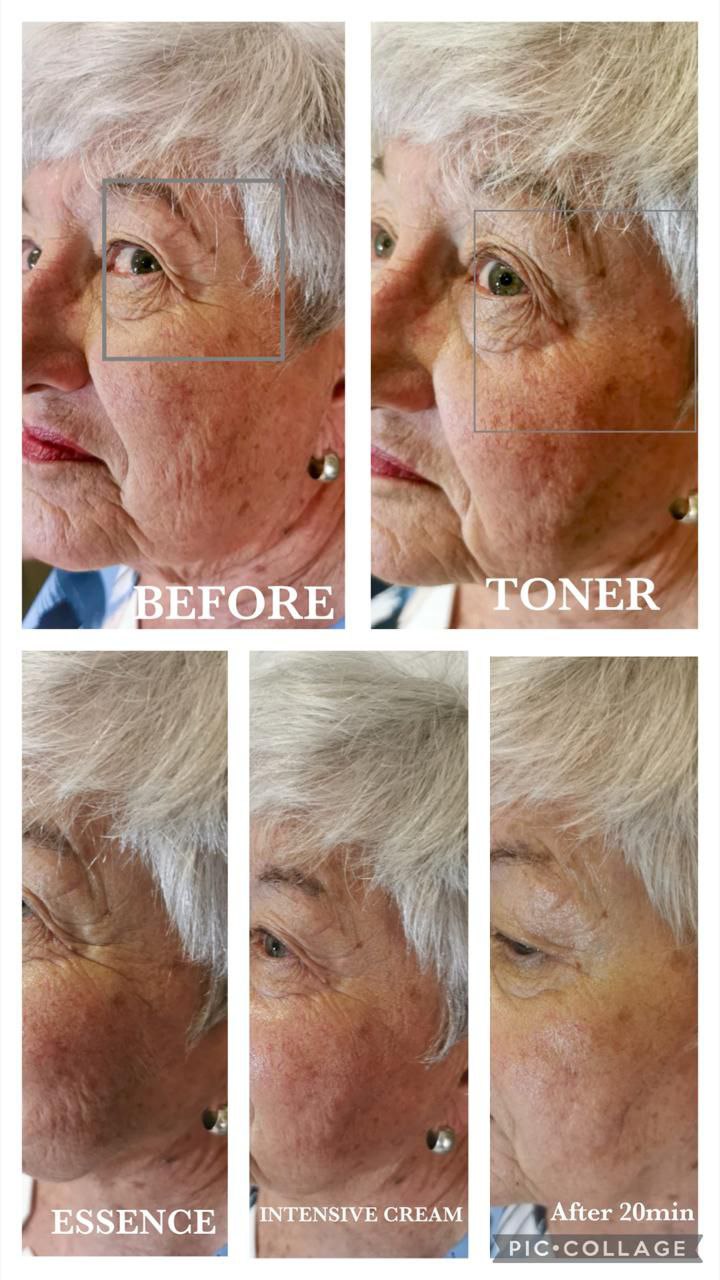 BEFORE
TONER
ESSENCE
INTENSIVE CREAM
After 20min
PIC•COLLAGE